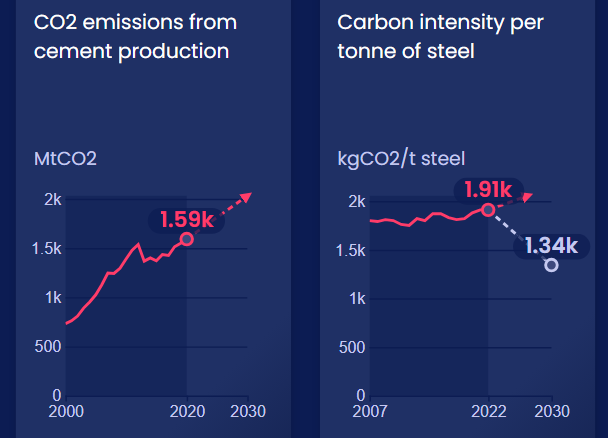 CO2 emissions from
cement production
MtCO2
2k
1.59k
1.5k
1k
500
0
2000 2020 2030
Carbon intensity per
tonne of steel
kgCO2/t steel
1.91k
2k
1.34k
1.5k
1k
500
0
2007 2022 2030